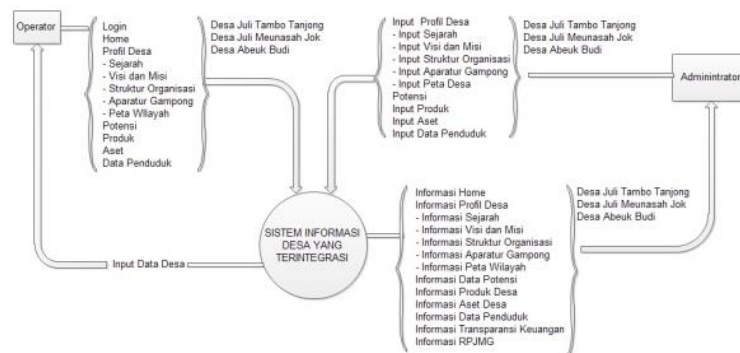 Operator
Login
Home
Profil Desa
- Sejarah
- Visi dan Misi
- Struktur Organisasi
- Aparatur Gampong
- Peta WIlayah
Potensi
Produk
Aset
Data Penduduk
Desa Juli Tambo Tanjong
Desa Juli Meunasah Jok
Desa Abeuk Budi
Input Profil Desa
- Input Sejarah
- Input Visi dan Misi
- Input Struktur Organisasi
- Input Aparatur Gampong
- Input Peta Desa
Potensi
Input Produk
Input Aset
Input Data Penduduk
Desa Juli Tambo Tanjong
Desa Juli Meunasah Jok
Desa Abeuk Budi
Adminintrator
SISTEM INFORMASI
DESA YANG
TERINTEGRASI
Input Data Desa
Informasi Home
Informasi Profil Desa
- Informasi Sejarah
- Informasi Visi dan Misi
- Informasi Struktur Organisasi
- Informasi Aparatur Gampong
- Informasi Peta Wilayah
Informasi Data Potensi
Informasi Produk Desa
Informasi Aset Desa
Informasi Data Penduduk
Informasi Transparansi Keuangan
Informasi RPJMG
Desa Juli Tambo Tanjong
Desa Juli Meunasah Jok
Desa Abeuk Budi